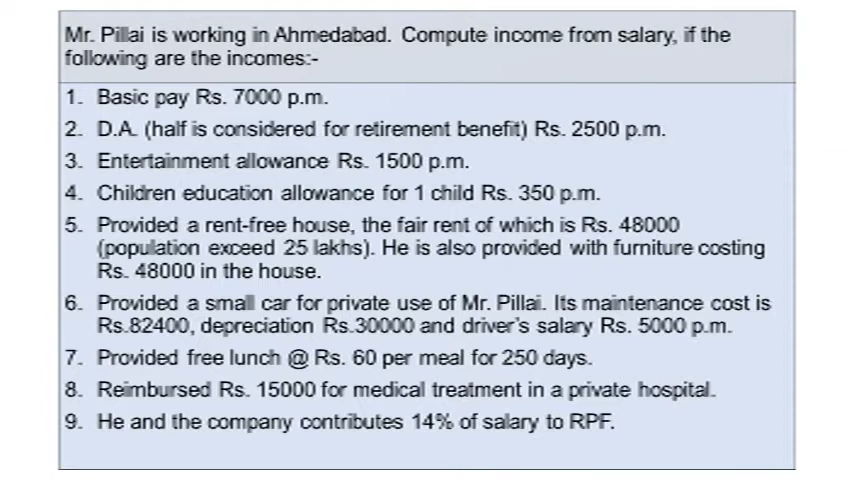 Mr. Pillai is working in Ahmedabad. Compute income from salary, if the
following are the incomes:-
1. Basic pay Rs. 7000 p.m.
2. D.A. (half is considered for retirement benefit) Rs. 2500 p.m.
3. Entertainment allowance Rs. 1500 p.m.
4. Children education allowance for 1 child Rs. 350 p.m.
5. Provided a rent-free house, the fair rent of which is Rs. 48000
(population exceed 25 lakhs). He is also provided with furniture costing
Rs. 48000 in the house.
6. Provided a small car for private use of Mr. Pillai. Its maintenance cost is
Rs.82400, depreciation Rs.30000 and driver's salary Rs. 5000 p.m.
7. Provided free lunch @ Rs. 60 per meal for 250 days.
8. Reimbursed Rs. 15000 for medical treatment in a private hospital.
9. He and the company contributes 14% of salary to RPF.